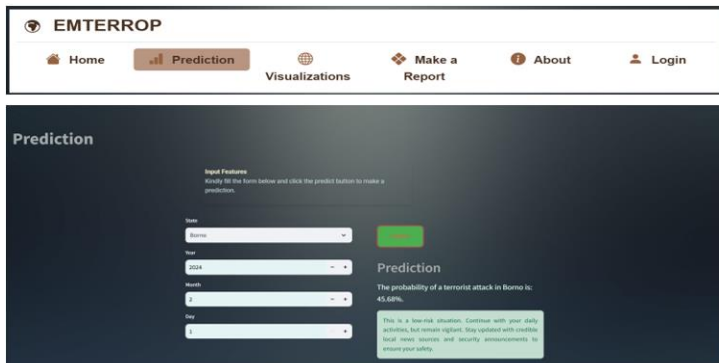 EMTERROP
Home
Prediction
Visualizations
Make a
Report
About
Login
Prediction
Input Features
Kindly fill the form below and click the predict button to make a
prediction.
State
Borno
Year
2024
- +
Month
2
- +
Day
1
- +
Prediction
The probability of a terrorist attack in Borno is:
45.68%.
This is a low-risk situation. Continue with your daily
activities, but remain vigilant. Stay updated with credible
local news sources and security announcements to
ensure your safety.